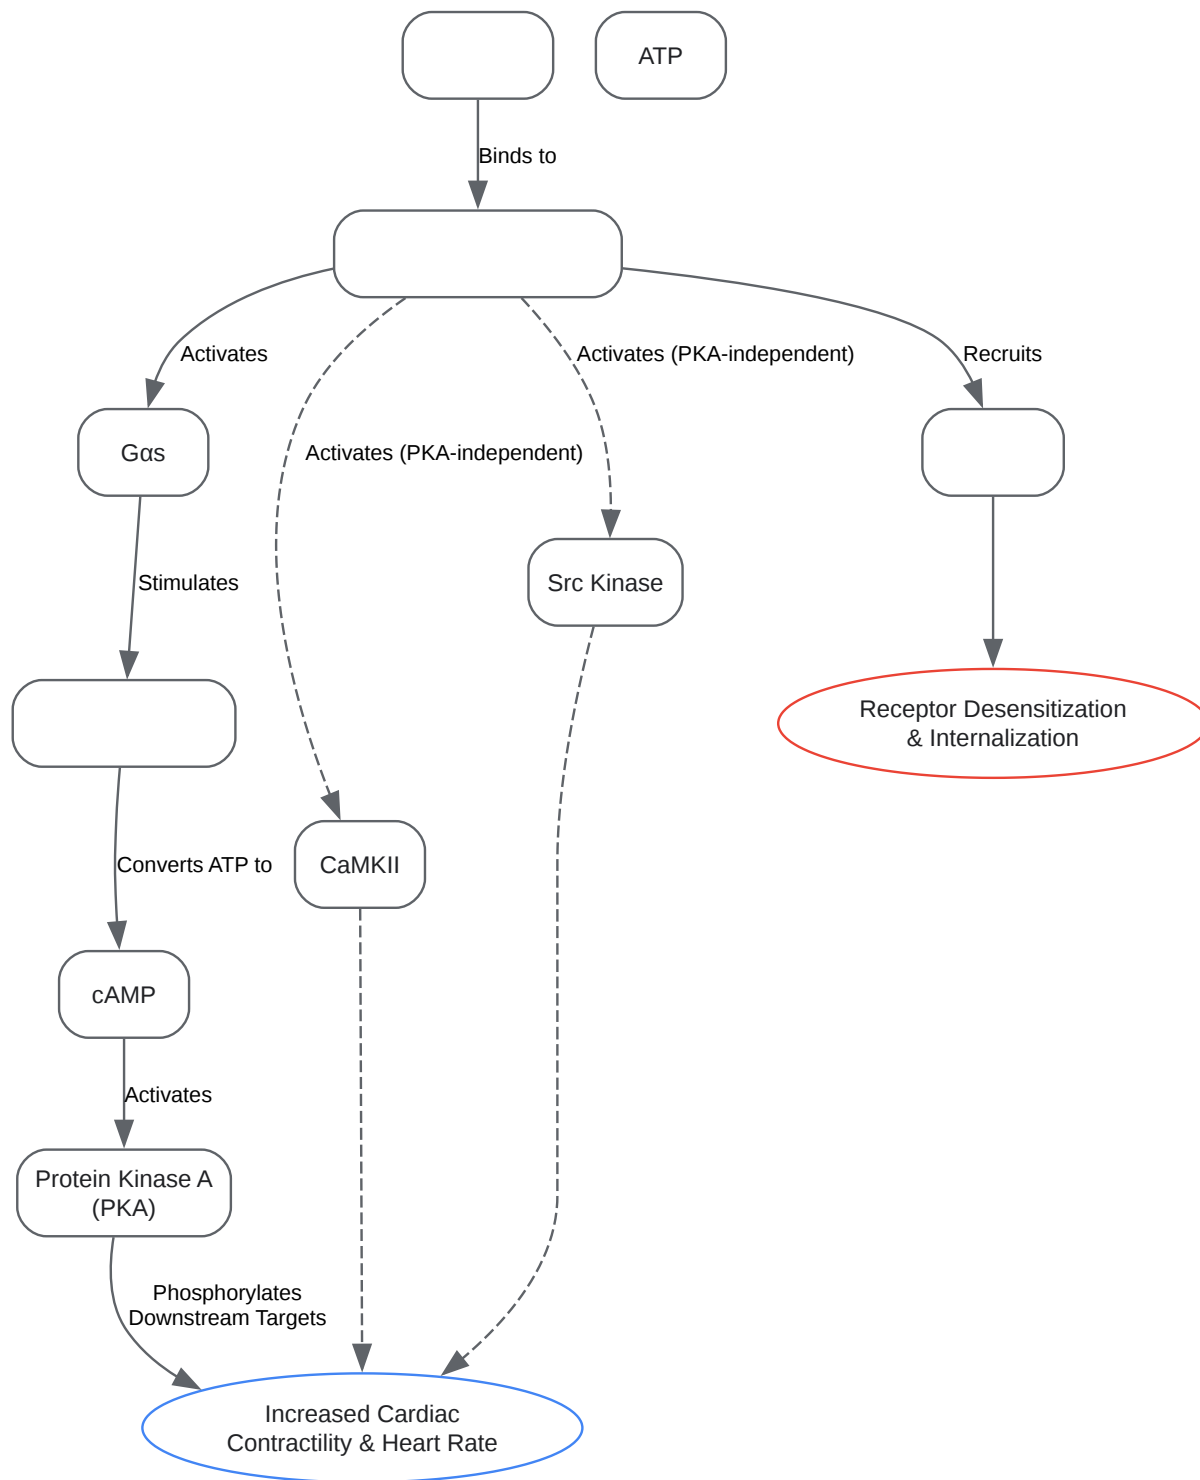 ATP
Binds to
Activates
Activates (PKA-independent)
Recruits
Gαs
Activates (PKA-independent)
Stimulates
Src Kinase
Receptor Desensitization
& Internalization
Converts ATP to
CaMKII
cAMP
Activates
Protein Kinase A
(PKA)
Phosphorylates
Downstream Targets
Increased Cardiac
Contractility & Heart Rate